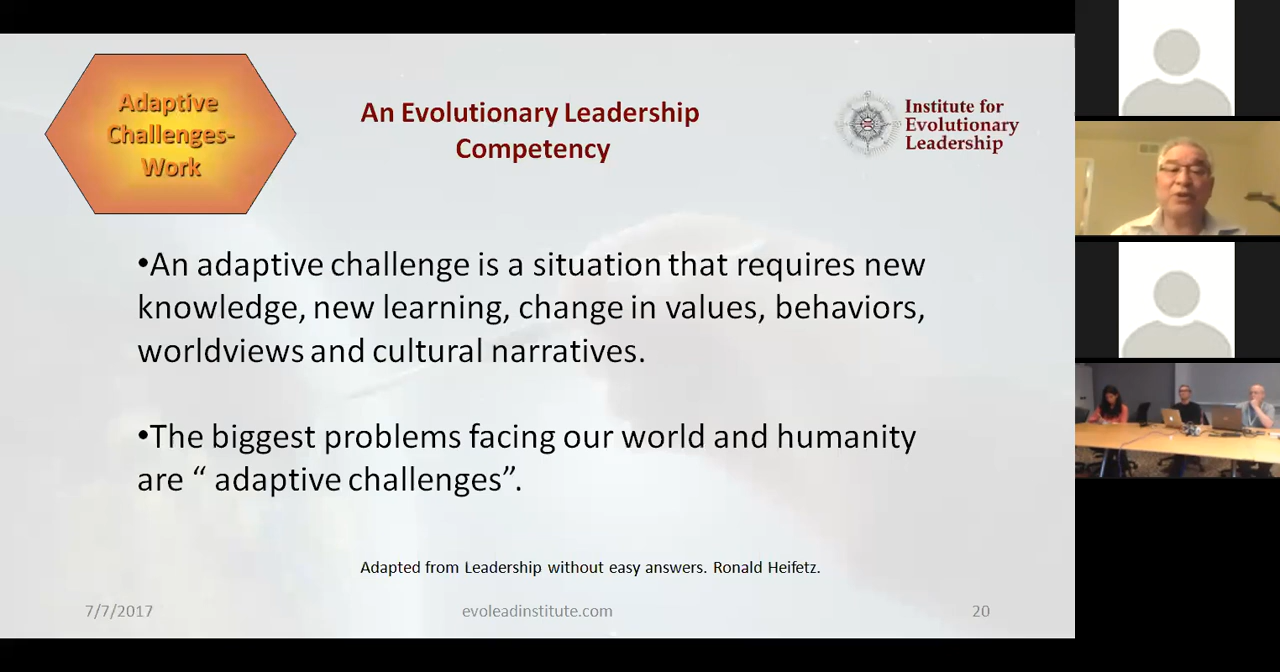 Adaptive
Challenges-
Work
An Evolutionary Leadership
Competency
Institute for
Evolutionary
Leadership
•An adaptive challenge is a situation that requires new
knowledge, new learning, change in values, behaviors,
worldviews and cultural narratives.
•The biggest problems facing our world and humanity
are “ adaptive challenges”.
Adapted from Leadership without easy answers. Ronald Heifetz.
7/7/2017
evoleadinstitute.com
20